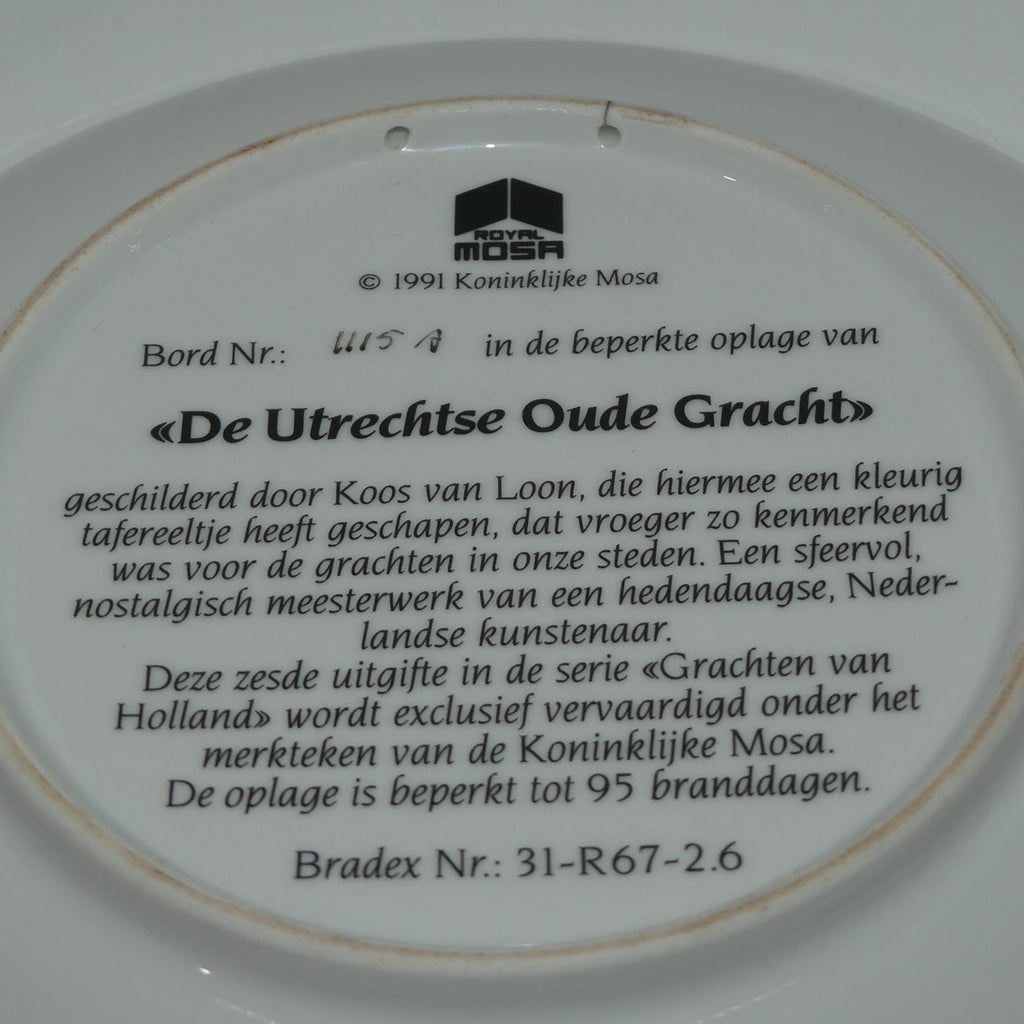 ROYAL
MOSA
© 1991 Koninklijke Mosa
Bord Nr.: 1115 A in de beperkte oplage van
«De Utrechtse Oude Gracht»
geschilderd door Koos van Loon, die hiermee een kleurig
tafereeltje heeft geschapen, dat vroeger zo kenmerkend
was voor de grachten in onze steden. Een sfeervol,
nostalgisch meesterwerk van een hedendaagse, Neder-
landse kunstenaar.
Deze zesde uitgifte in de serie «Grachten van
Holland» wordt exclusief vervaardigd onder het
merkteken van de Koninklijke Mosa.
De oplage is beperkt tot 95 branddagen.
Bradex Nr.: 31-R67-2.6